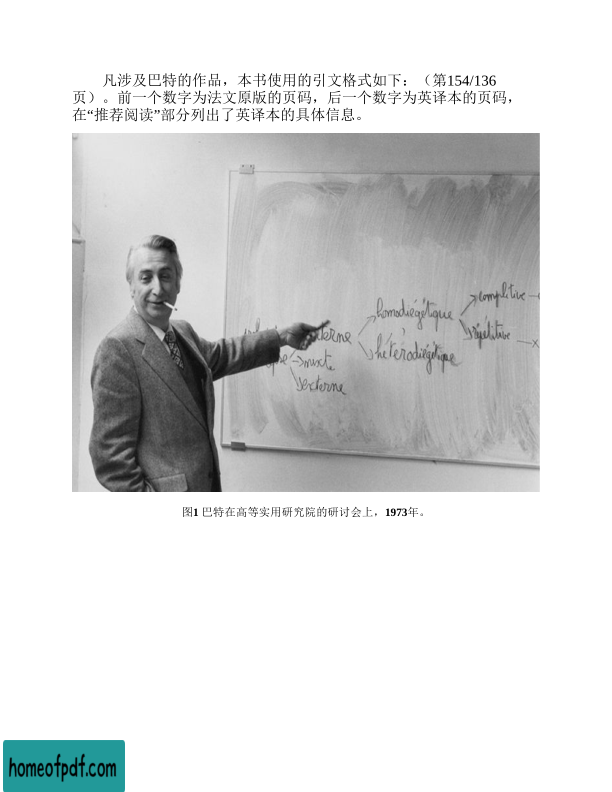 凡涉及巴特的作品，本书使用的引文格式如下：（第154/136
页）。前一个数字为法文原版的页码，后一个数字为英译本的页码，
在“推荐阅读”部分列出了英译本的具体信息。
homodiégétique
complétive
répétitive
hétérodiégétique
mixte
externe
图1 巴特在高等实用研究院的研讨会上，1973年。
homeofpdf.com